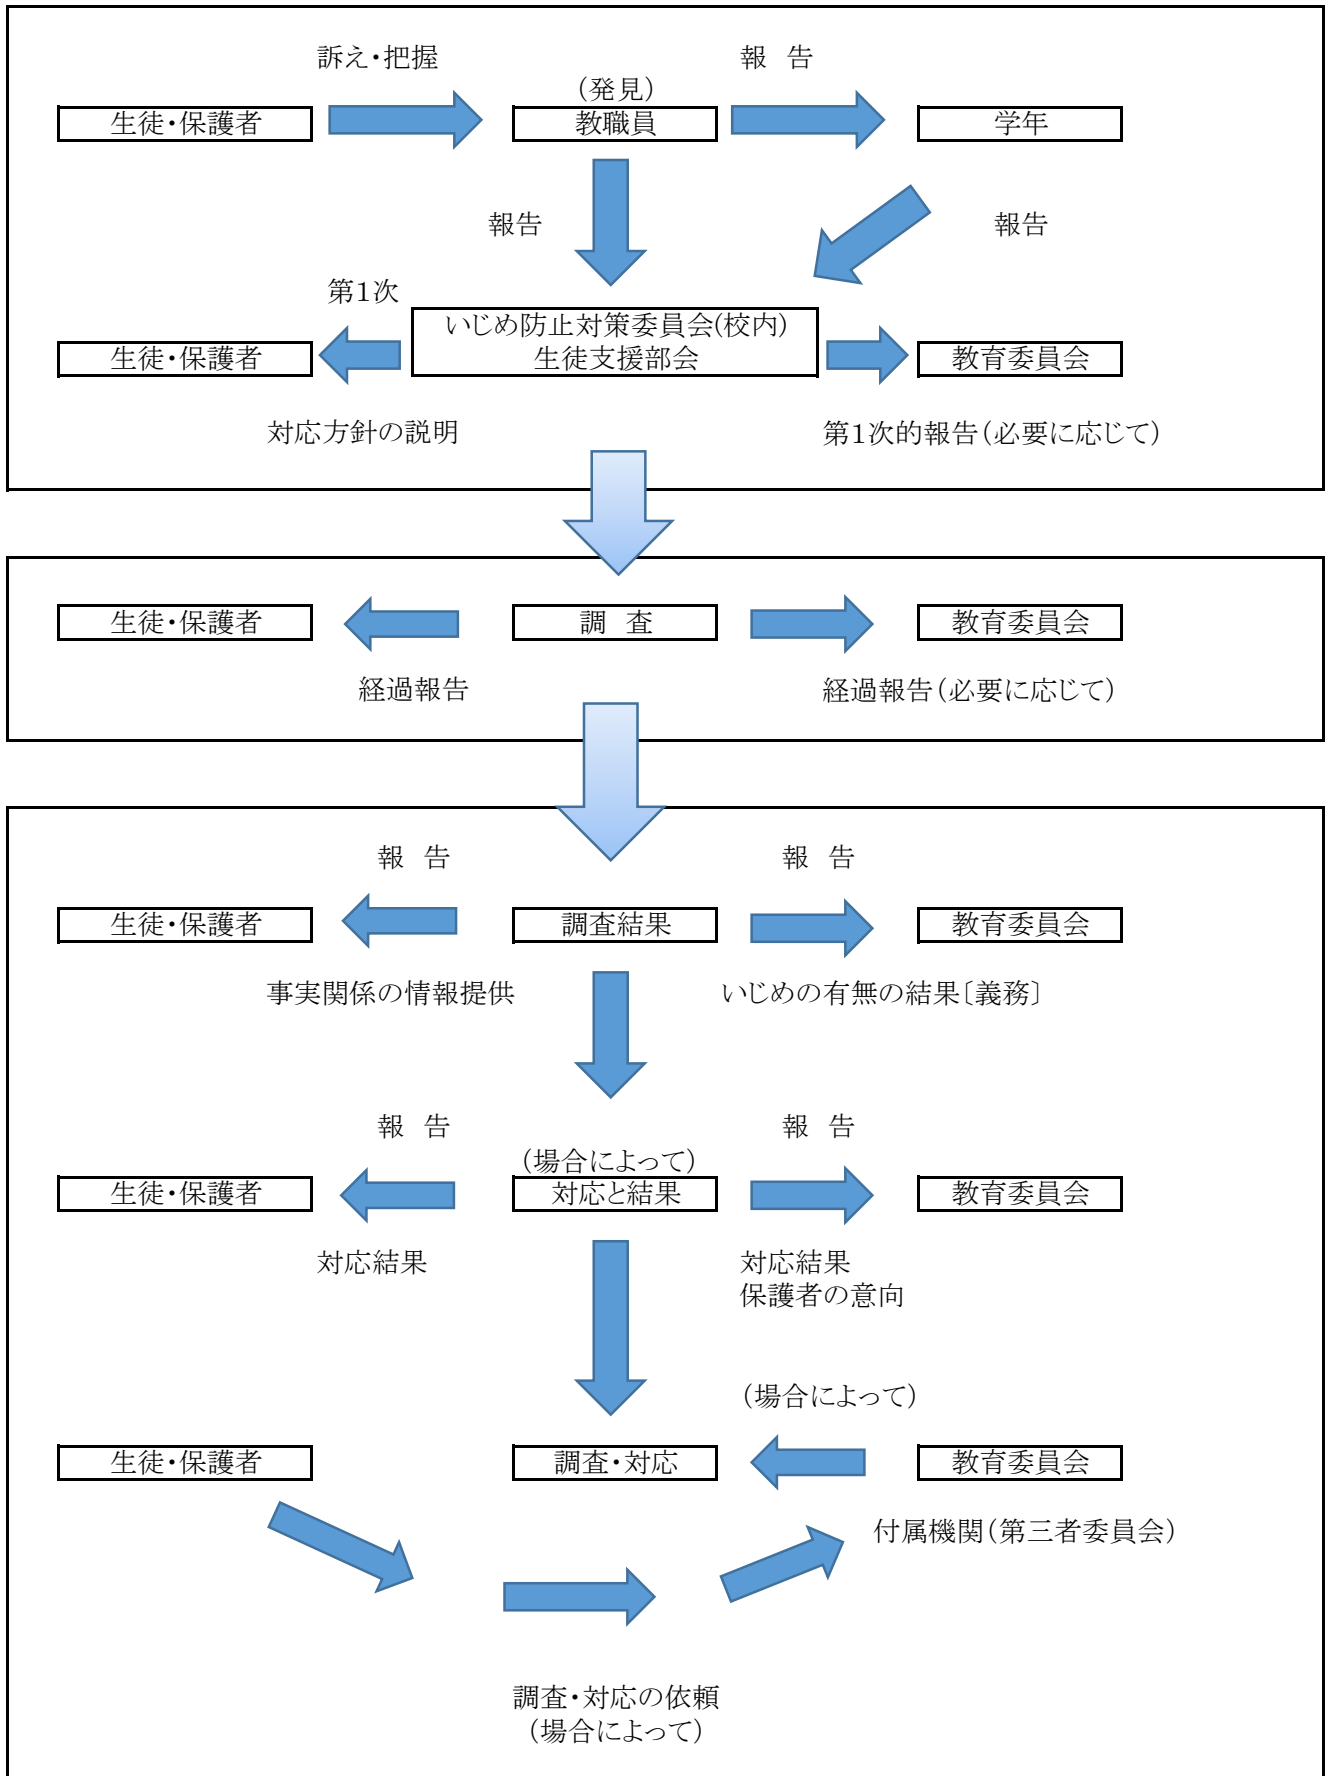 訴え・把握
報　告
（発見）
生徒・保護者
教職員
学年
報告
報告
第１次
いじめ防止対策委員会(校内)
生徒支援部会
生徒・保護者
教育委員会
対応方針の説明
第１次的報告（必要に応じて）
生徒・保護者
調　査
教育委員会
経過報告
経過報告（必要に応じて）
報　告
報　告
生徒・保護者
調査結果
教育委員会
事実関係の情報提供
いじめの有無の結果〔義務〕
報　告
報　告
（場合によって）
生徒・保護者
対応と結果
教育委員会
対応結果
対応結果
保護者の意向
（場合によって）
生徒・保護者
調査・対応
教育委員会
付属機関（第三者委員会）
調査・対応の依頼
（場合によって）